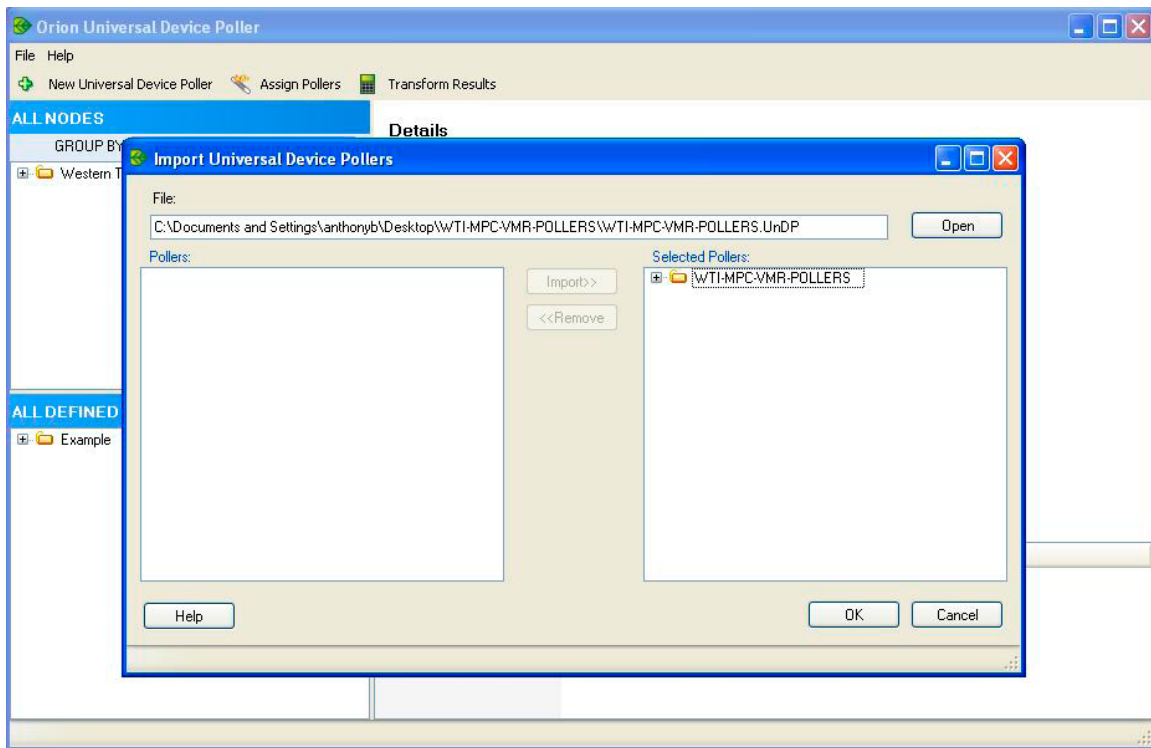 Orion Universal Device Poller
File Help
New Universal Device Poller Assign Pollers Transform Results
ALL NODES
Details
GROUP BY
Western T
Import Universal Device Pollers
File:
C:\Documents and Settings\anthonyb\Desktop\WTI-MPC-VMR-POLLERS\WTI-MPC-VMR-POLLERS.UnDP
Open
Pollers:
Selected Pollers:
Import>>
WTI-MPC-VMR-POLLERS
<<Remove
ALL DEFINED
Example
Help
OK
Cancel